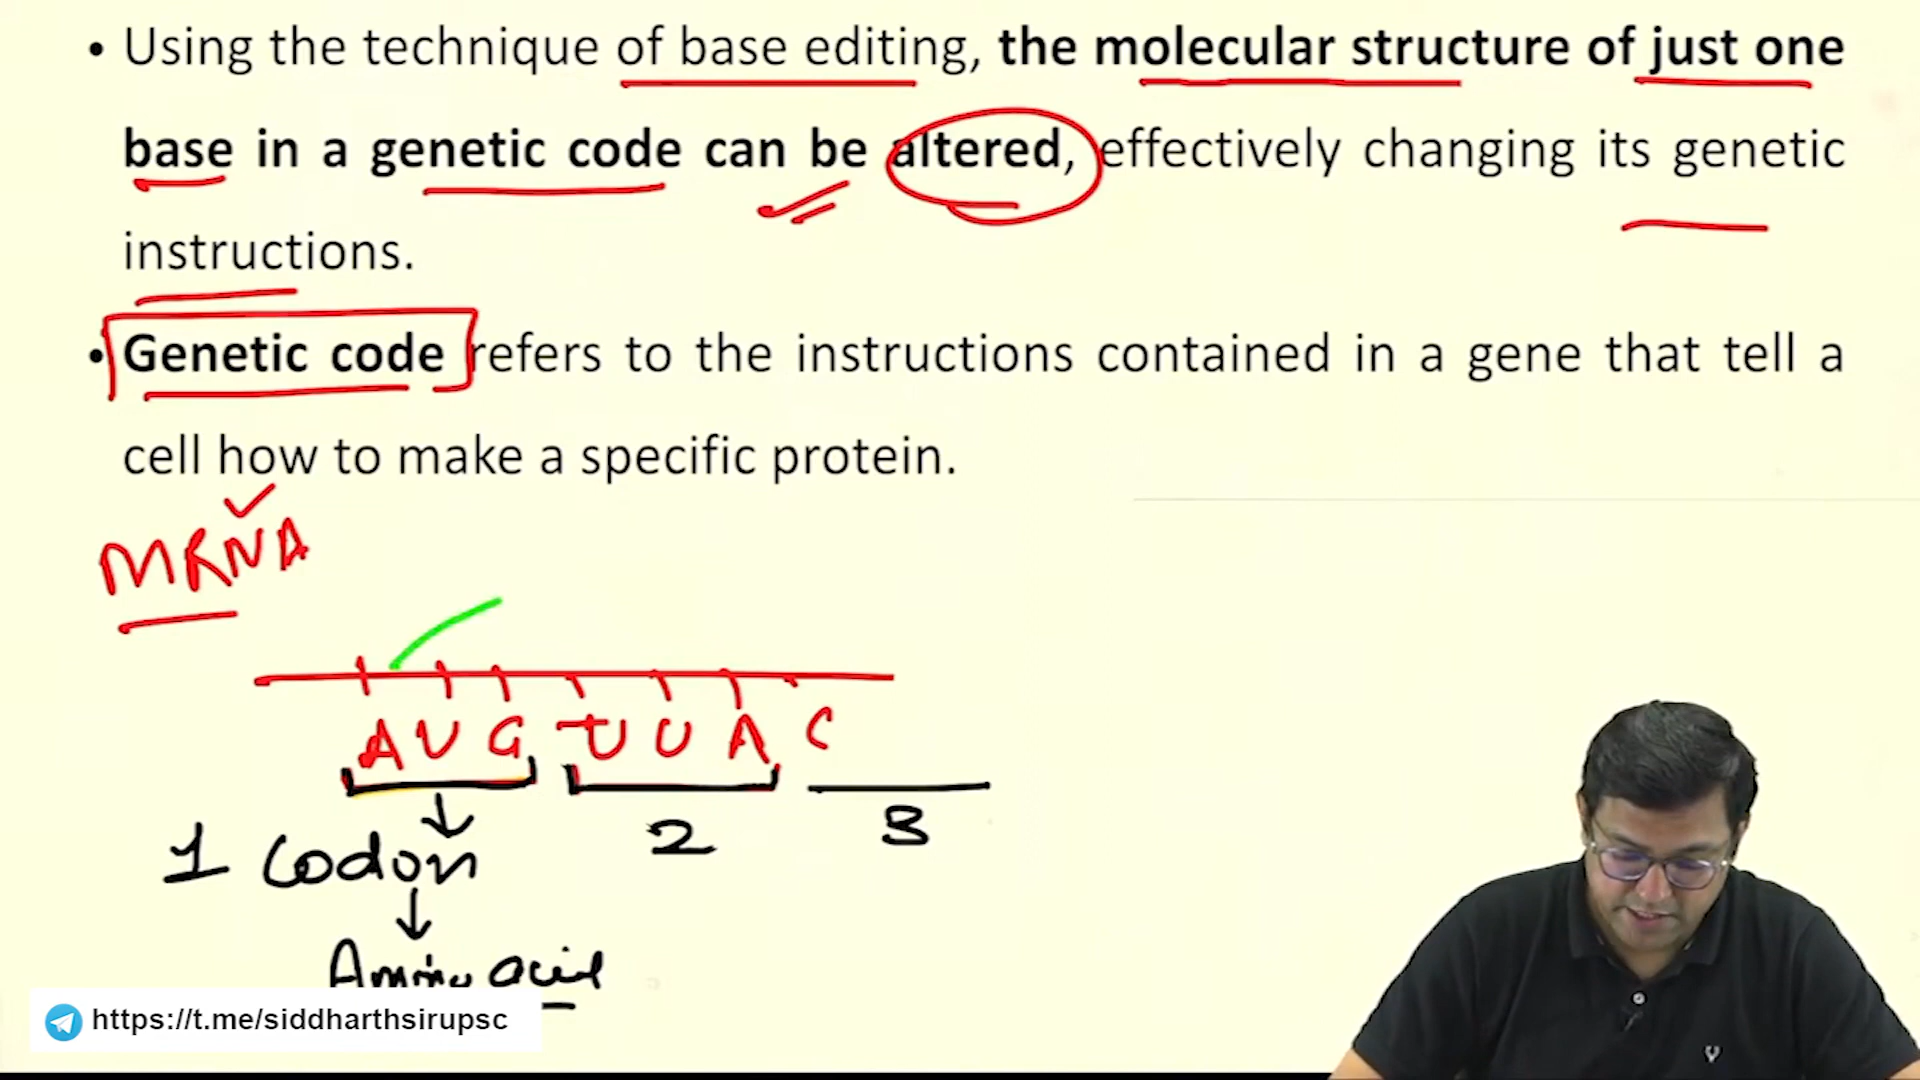 • Using the technique of base editing, the molecular structure of just one
base in a genetic code can be altered, effectively changing its genetic
instructions.
• Genetic code refers to the instructions contained in a gene that tell a
cell how to make a specific protein.
MRNA
A U G U U A C
1 Codon 2 3
Amino acid
https://t.me/siddharthsirupsc